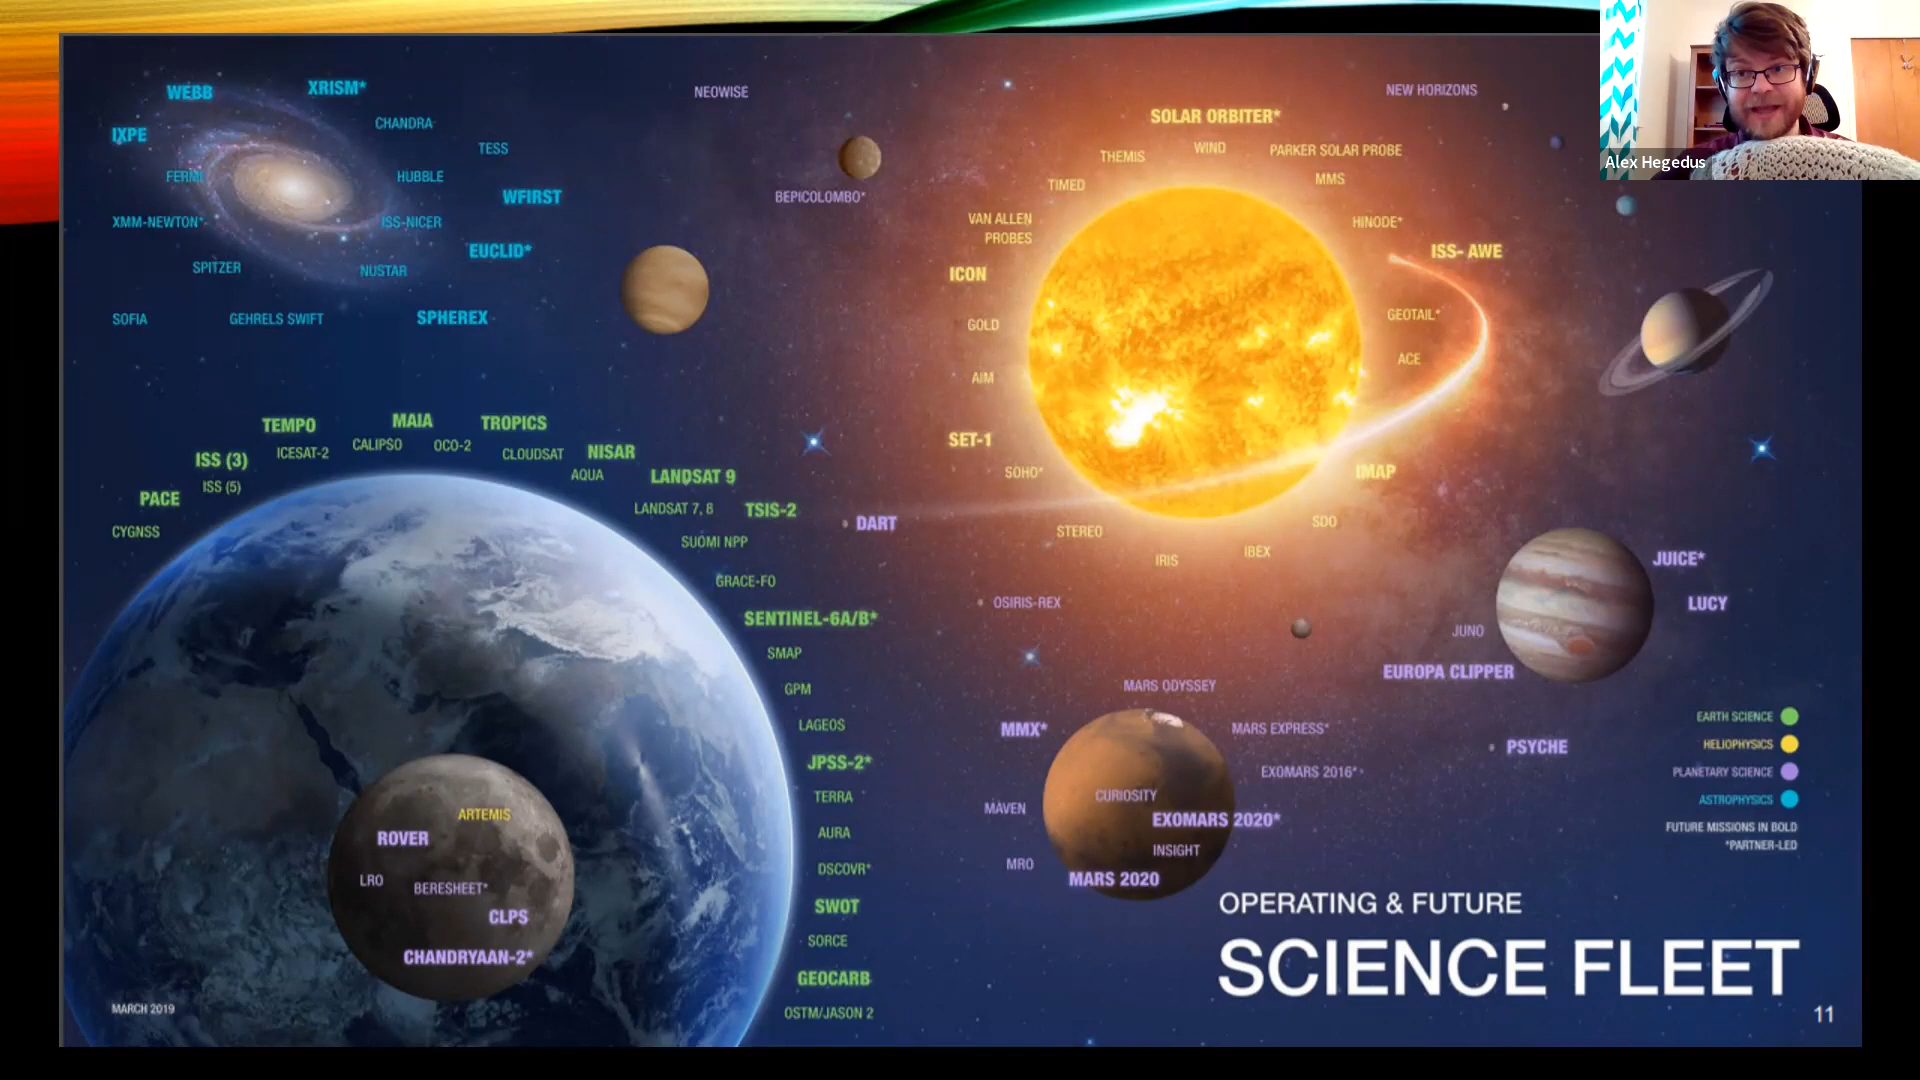 WEBB
XRISM*
IXPE
CHANDRA
TESS
FERMI
HUBBLE
WFIRST
XMM-NEWTON*
ISS-NICER
EUCLID*
SPITZER
NUSTAR
SOFIA
GEHRELS SWIFT
SPHEREX
NEOWISE
BEPICOLOMBO*
SOLAR ORBITER*
NEW HORIZONS
Alex Hegedus
THEMIS
WIND
PARKER SOLAR PROBE
TIMED
MMS
VAN ALLEN
PROBES
HINODE*
ISS- AWE
ICON
GOLD
GEOTAIL*
AIM
ACE
SET-1
SOHO*
IMAP
STEREO
SDO
IRIS
IBEX
TEMPO
MAIA
TROPICS
ICESAT-2
CALIPSO
OCO-2
CLOUDSAT
NISAR
ISS (3)
ISS (5)
AQUA
LANDSAT 9
PACE
LANDSAT 7, 8
TSIS-2
CYGNSS
SUOMI NPP
DART
GRACE-FO
OSIRIS-REX
SENTINEL-6A/B*
SMAP
GPM
LAGEOS
JPSS-2*
TERRA
AURA
DSCOVR*
SWOT
SORCE
GEOCARB
OSTM/JASON 2
ARTEMIS
ROVER
LRO
BERESHEET*
CLPS
CHANDRYAAN-2*
MARCH 2019
JUICE*
LUCY
JUNO
EUROPA CLIPPER
MARS ODYSSEY
MMX*
MARS EXPRESS*
PSYCHE
EXOMARS 2016*
CURIOSITY
MAVEN
EXOMARS 2020*
INSIGHT
MRO
MARS 2020
EARTH SCIENCE
HELIOPHYSICS
PLANETARY SCIENCE
ASTROPHYSICS
FUTURE MISSIONS IN BOLD
*PARTNER-LED
OPERATING & FUTURE
SCIENCE FLEET
11